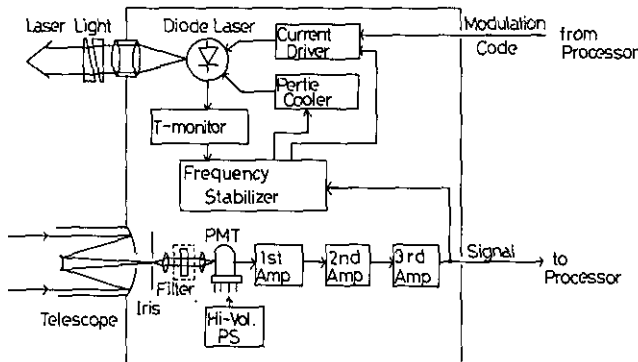 Laser Light
Diode Laser
Current
Driver
Modulation
Code
from
Processor
Pertie
Cooler
T-monitor
Frequency
Stabilizer
PMT
1st
Amp
2nd
Amp
3rd
Amp
Signal
to
Processor
Filter
Iris
Telescope
Hi-Vol.
PS